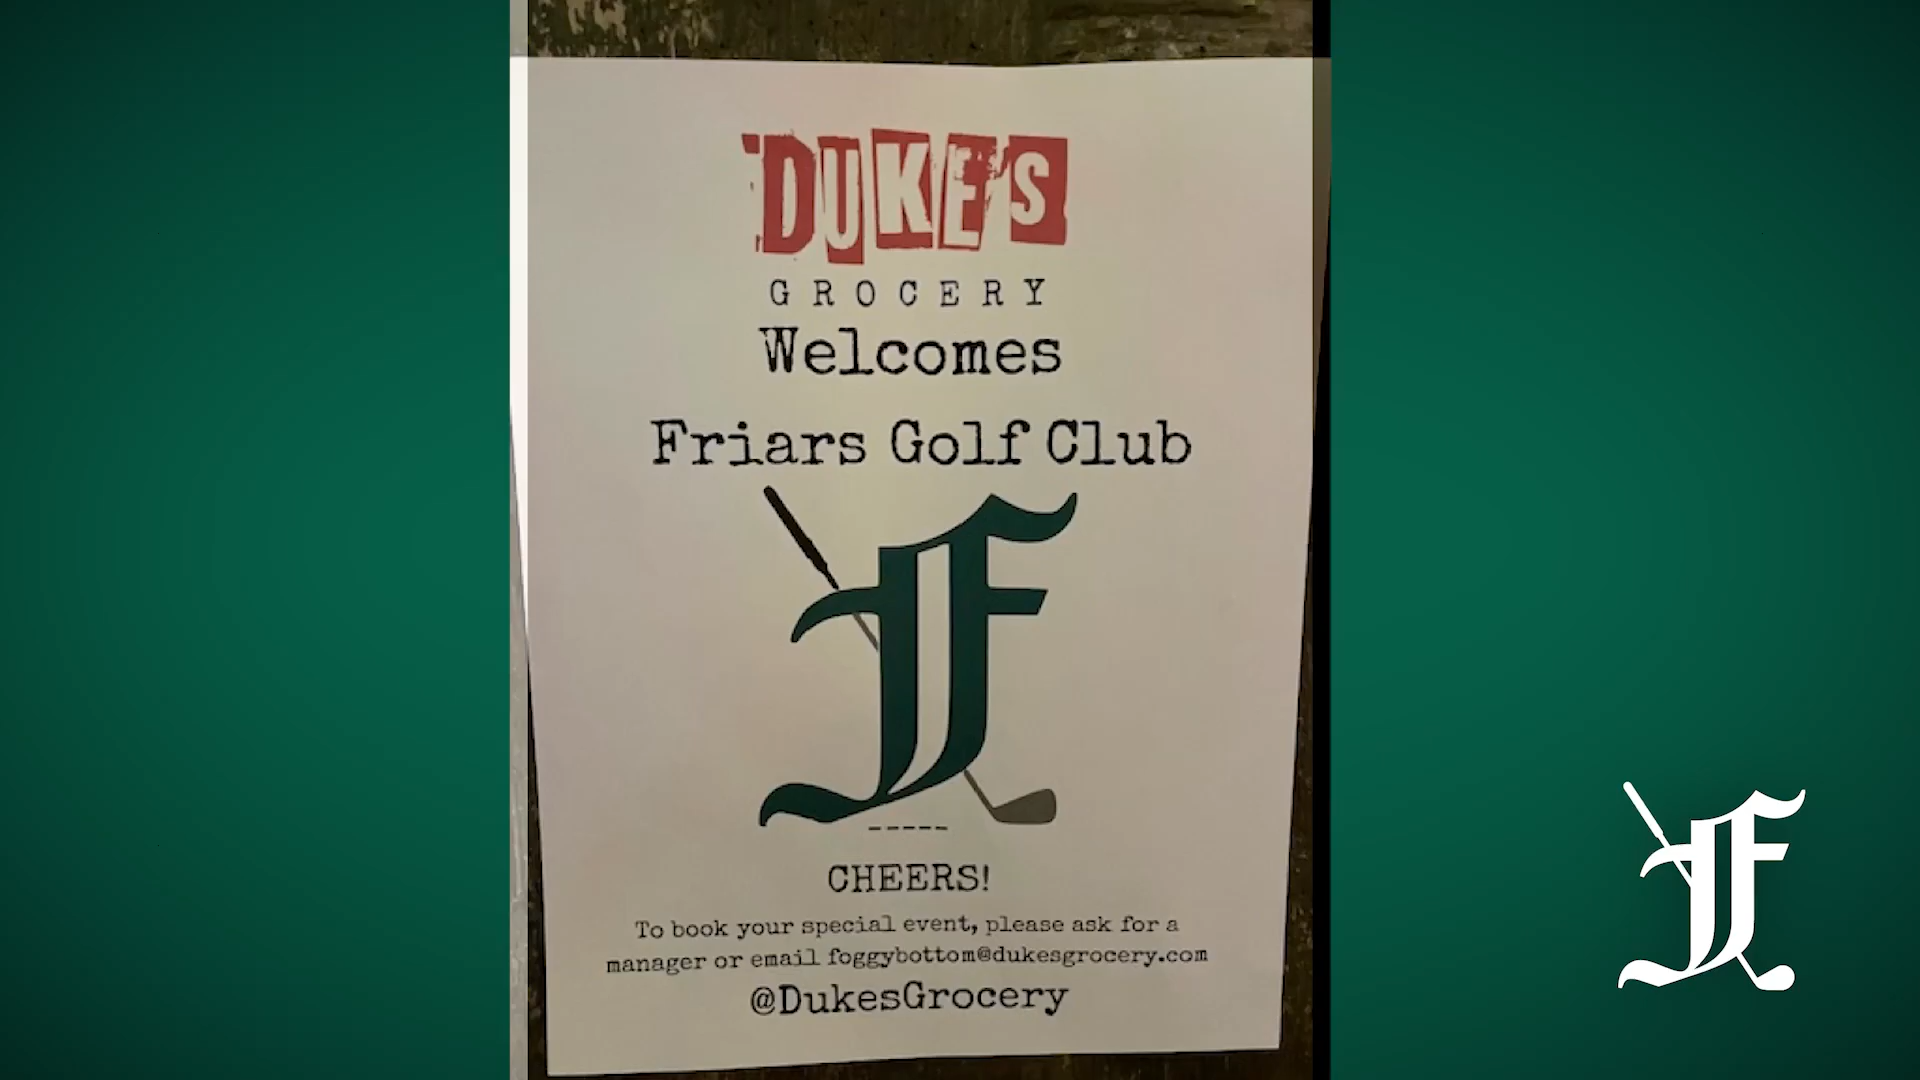 DUKE'S
GROCERY
Welcomes
Friars Golf Club
F
CHEERS!
To book your special event, please ask for a
manager or email foggybottom@dukesgrocery.com
@DukesGrocery
F